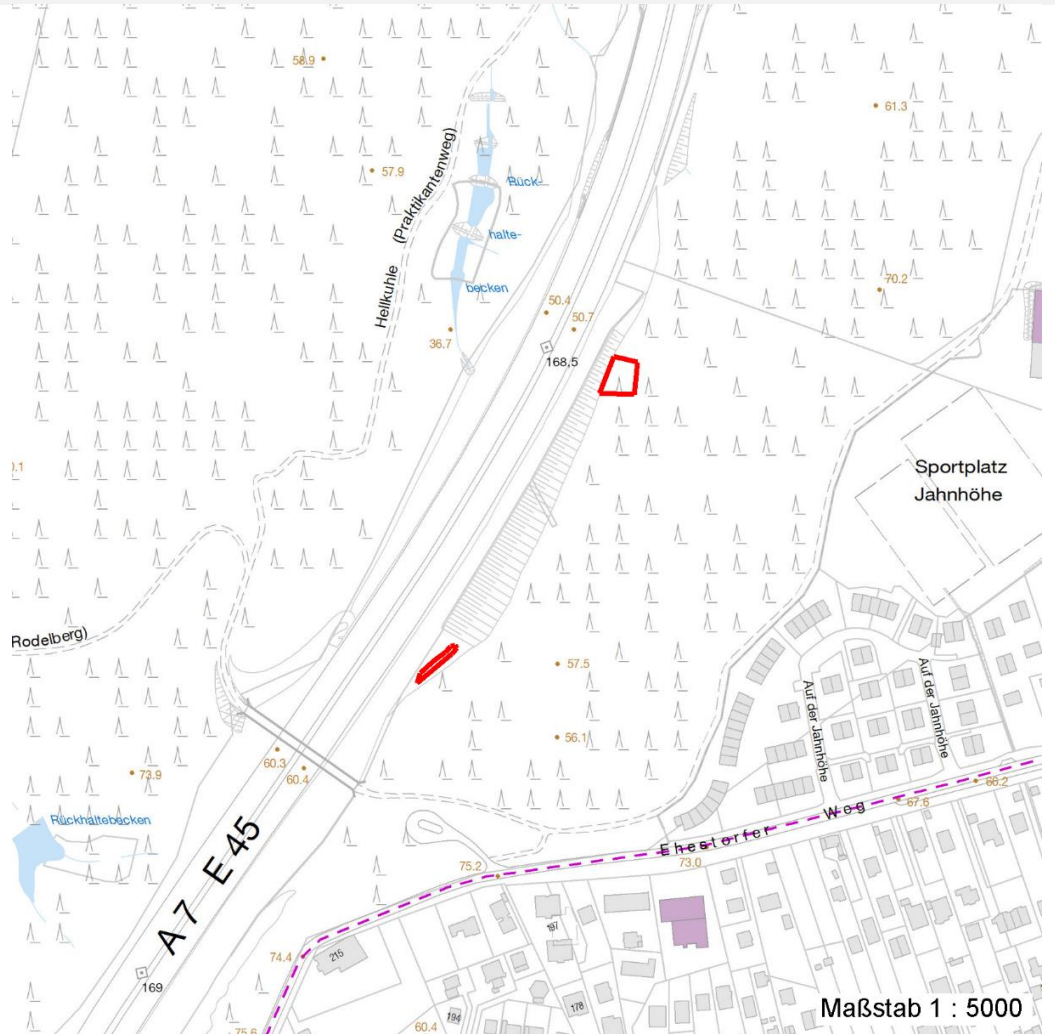 58.9
61.3
57.9
Hellkuhle (Praktikantenweg)
Rück-
halte-
becken
70.2
50.4
50.7
36.7
168,5
Sportplatz
Jahnhöhe
Rodelberg)
57.5
Auf der Jahnhöhe
Auf der Jahnhöhe
56.1
60.3
60.4
73.9
Rückhaltebecken
67.6
Ehestorfer Weg
73.0
75.2
A 7 E 45
197
215
74.4
169
178
194
60.4
75.6
Maßstab 1 : 5000